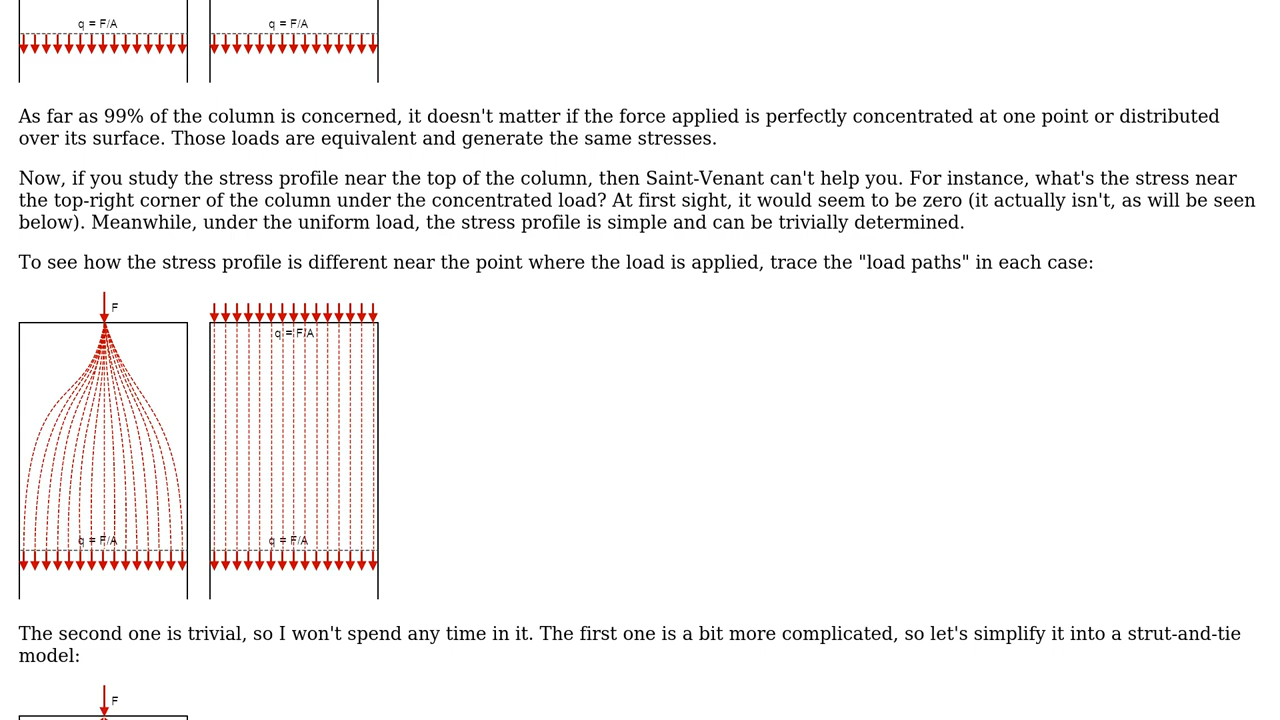 q = F/A q = F/A
As far as 99% of the column is concerned, it doesn't matter if the force applied is perfectly concentrated at one point or distributed
over its surface. Those loads are equivalent and generate the same stresses.
Now, if you study the stress profile near the top of the column, then Saint-Venant can't help you. For instance, what's the stress near
the top-right corner of the column under the concentrated load? At first sight, it would seem to be zero (it actually isn't, as will be seen
below). Meanwhile, under the uniform load, the stress profile is simple and can be trivially determined.
To see how the stress profile is different near the point where the load is applied, trace the "load paths" in each case:
F
q = F/A
q = F/A q = F/A
The second one is trivial, so I won't spend any time in it. The first one is a bit more complicated, so let's simplify it into a strut-and-tie
model:
F